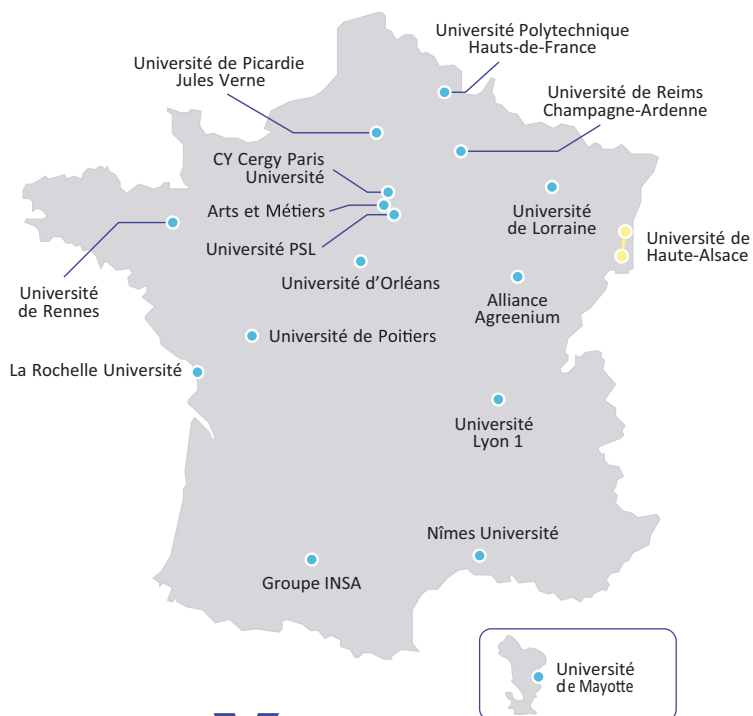 Université Polytechnique
Hauts-de-France
Université de Picardie
Jules Verne
Université de Reims
Champagne-Ardenne
CY Cergy Paris
Université
Arts et Métiers
Université PSL
Université
de Lorraine
Université de
Haute-Alsace
Université d'Orléans
Alliance
Agreenium
Université
de Rennes
Université de Poitiers
La Rochelle Université
Université
Lyon 1
Nîmes Université
Groupe INSA
Université
de Mayotte